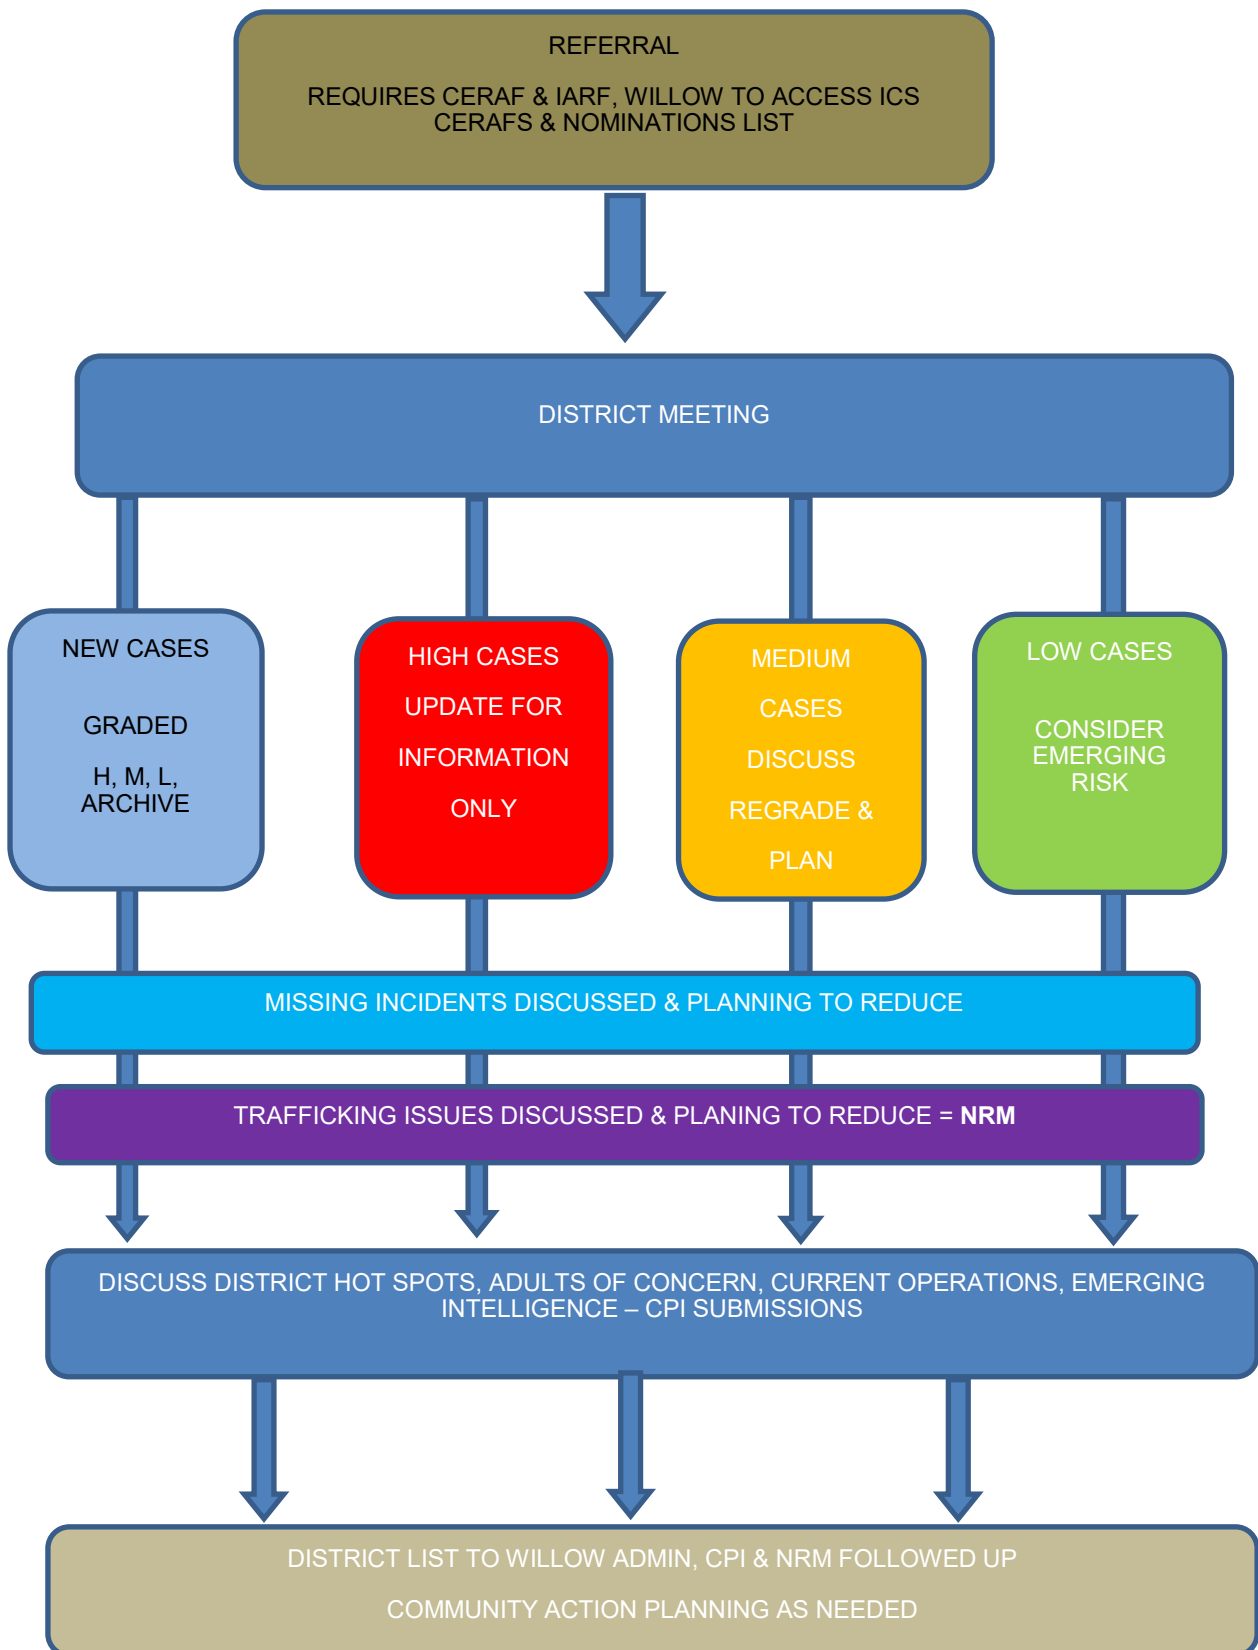 REFERRAL
REQUIRES CERAF & IARF, WILLOW TO ACCESS ICS
CERAFS & NOMINATIONS LIST
DISTRICT MEETING
NEW CASES
GRADED
H, M, L,
ARCHIVE
HIGH CASES
UPDATE FOR
INFORMATION
ONLY
MEDIUM
CASES
DISCUSS
REGRADE &
PLAN
LOW CASES
CONSIDER
EMERGING
RISK
MISSING INCIDENTS DISCUSSED & PLANNING TO REDUCE
TRAFFICKING ISSUES DISCUSSED & PLANING TO REDUCE = NRM
DISCUSS DISTRICT HOT SPOTS, ADULTS OF CONCERN, CURRENT OPERATIONS, EMERGING
INTELLIGENCE – CPI SUBMISSIONS
DISTRICT LIST TO WILLOW ADMIN, CPI & NRM FOLLOWED UP
COMMUNITY ACTION PLANNING AS NEEDED